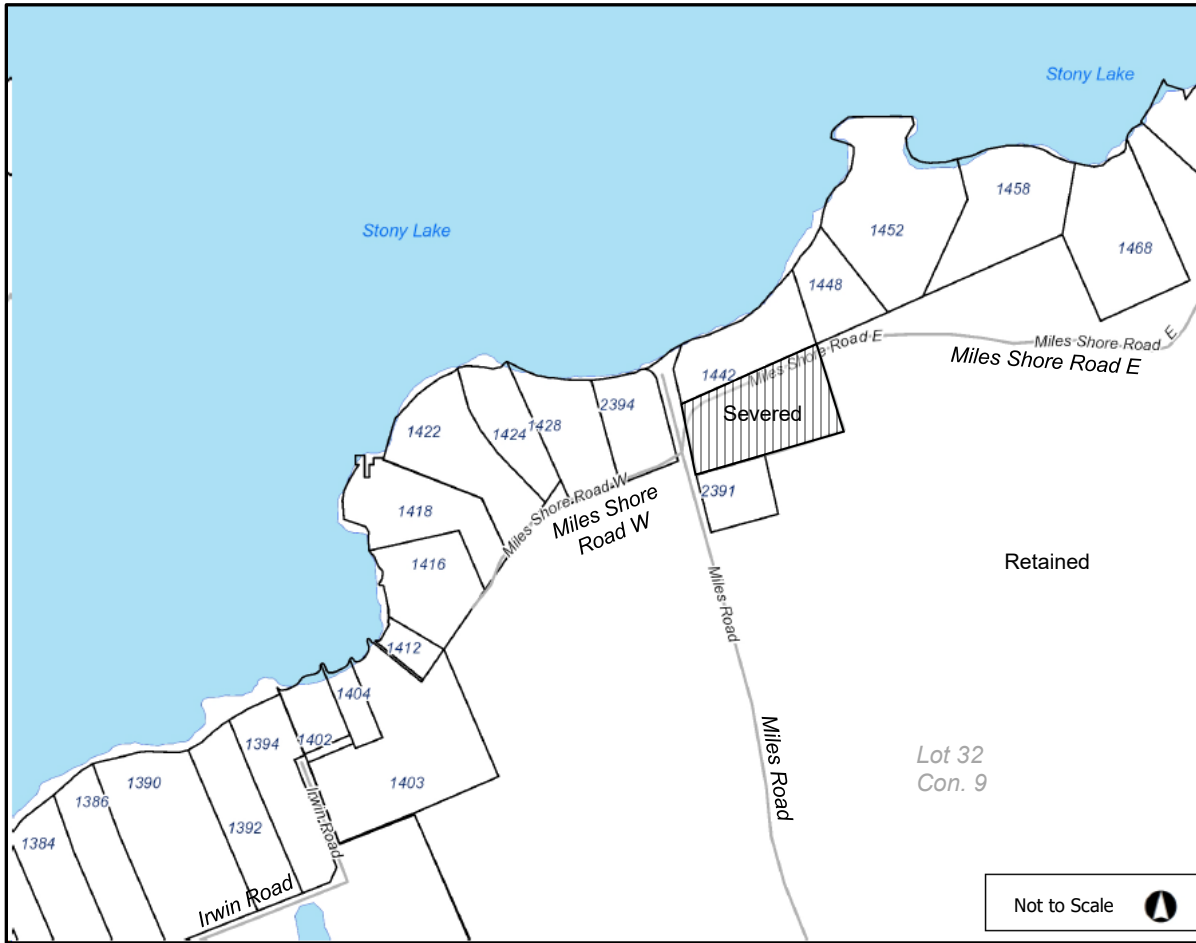 Stony Lake
Stony Lake
1458
1452
1468
1448
Miles Shore Road E
Miles Shore Road E
Miles Shore Road E
1442
Severed
2394
1422
1424
1428
2391
Miles Shore Road W
Miles Shore
Road W
1418
1416
Retained
Miles Road
1412
1404
1402
1394
1403
Miles Road
Lot 32
Con. 9
1390
1386
1392
1384
Irwin Road
Irwin Road
Not to Scale